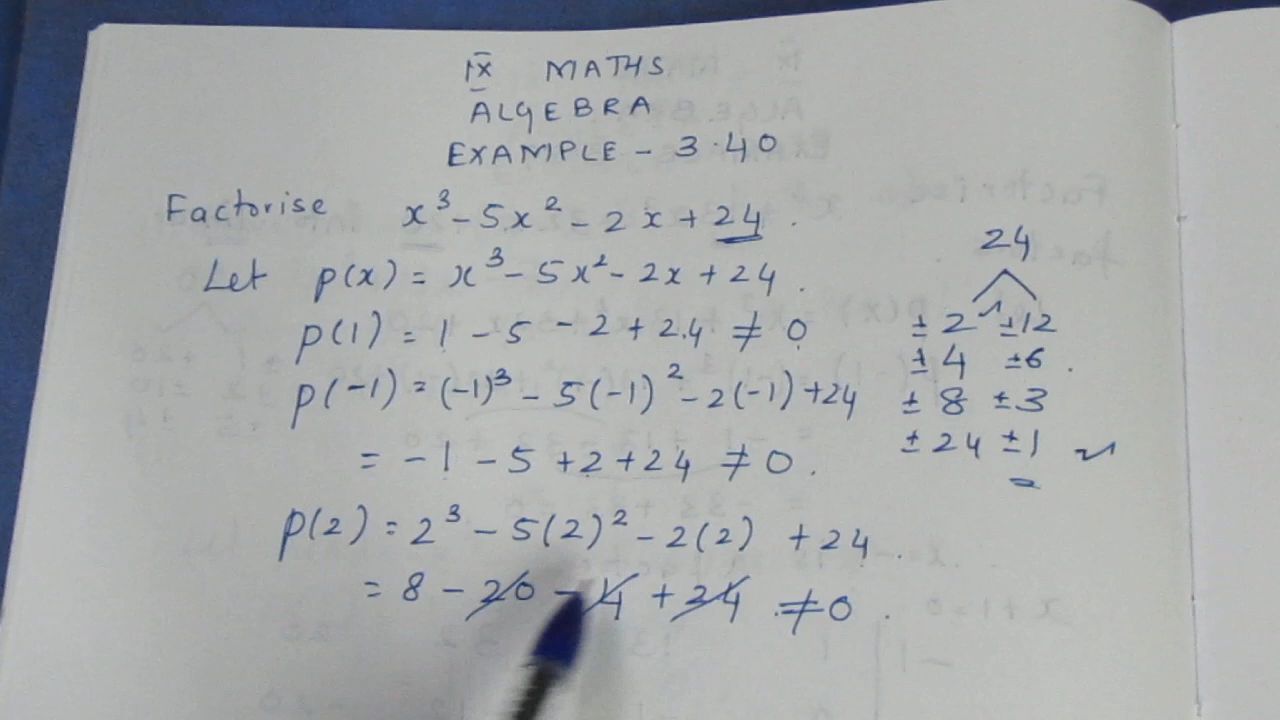 IX MATHS
ALGEBRA
EXAMPLE - 3.40
Factorise x³ - 5x² - 2x + 24.
Let p(x) = x³ - 5x² - 2x + 24.
p(1) = 1 - 5 - 2 + 24 ≠ 0
p(-1) = (-1)³ - 5(-1)² - 2(-1) + 24
= -1 - 5 + 2 + 24 ≠ 0.
p(2) = 2³ - 5(2)² - 2(2) + 24.
= 8 - 20 - 4 + 24 ≠ 0.
24
±2 ±12
±4 ±6.
±8 ±3
±24 ±1